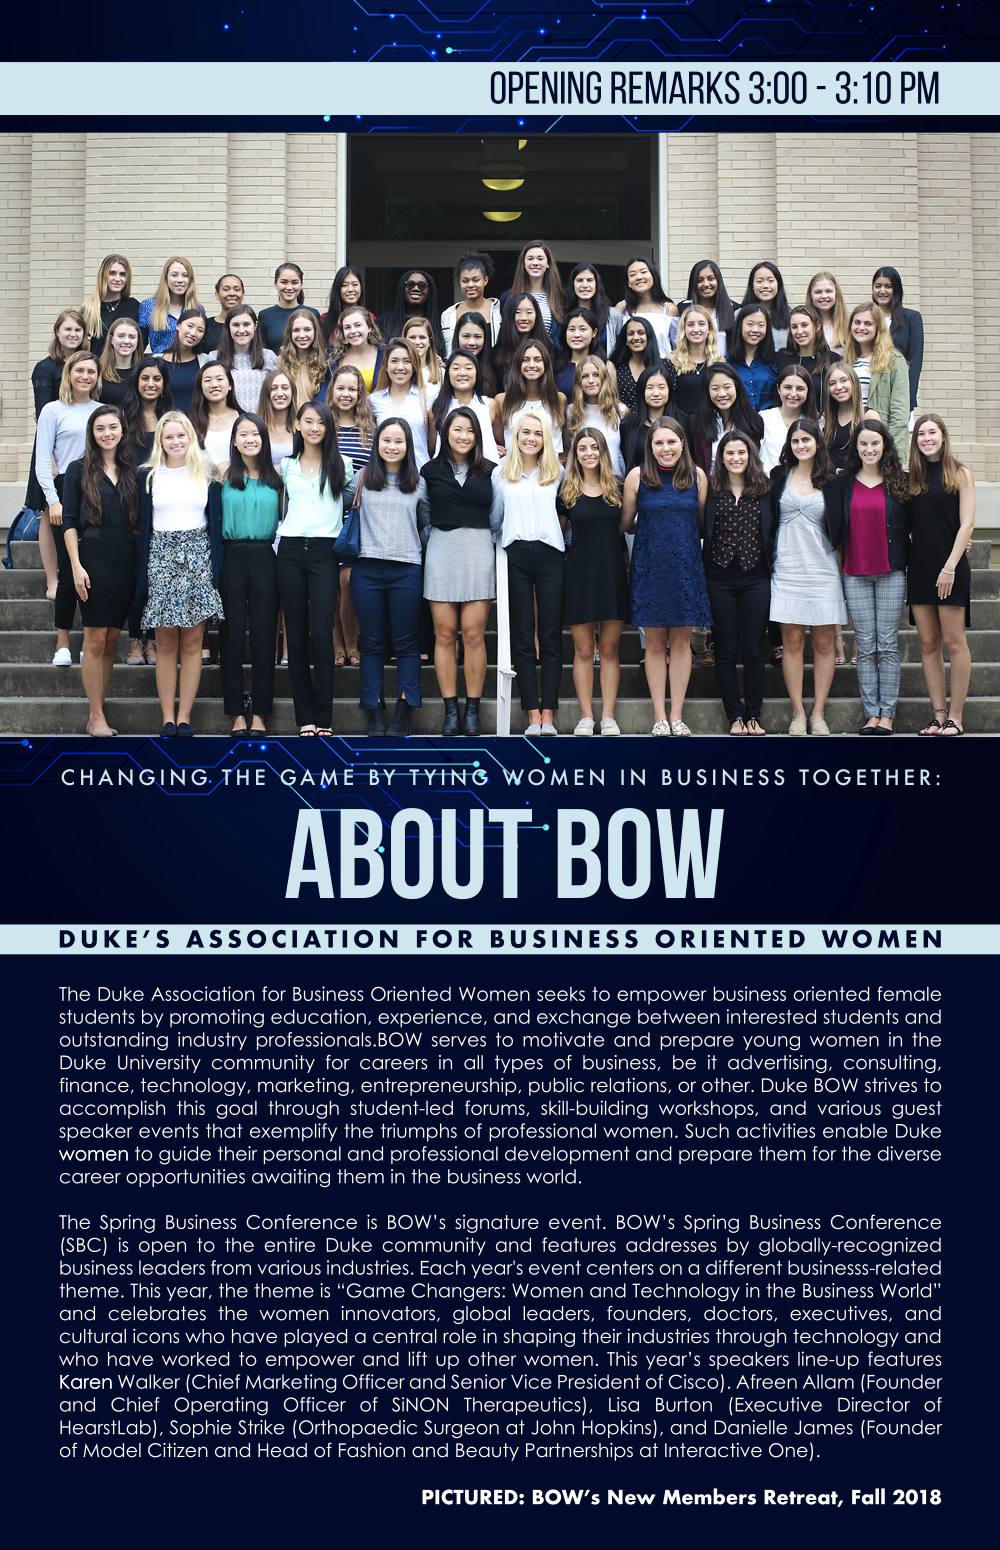 OPENING REMARKS 3:00 - 3:10 PM
CHANGING THE GAME BY TYING WOMEN IN BUSINESS TOGETHER:
ABOUT BOW
DUKE'S ASSOCIATION FOR BUSINESS ORIENTED WOMEN
The Duke Association for Business Oriented Women seeks to empower business oriented female
students by promoting education, experience, and exchange between interested students and
outstanding industry professionals.BOW serves to motivate and prepare young women in the
Duke University community for careers in all types of business, be it advertising, consulting,
finance, technology, marketing, entrepreneurship, public relations, or other. Duke BOW strives to
accomplish this goal through student-led forums, skill-building workshops, and various guest
speaker events that exemplify the triumphs of professional women. Such activities enable Duke
women to guide their personal and professional development and prepare them for the diverse
career opportunities awaiting them in the business world.
The Spring Business Conference is BOW's signature event. BOW's Spring Business Conference
(SBC) is open to the entire Duke community and features addresses by globally-recognized
business leaders from various industries. Each year's event centers on a different businesss-related
theme. This year, the theme is “Game Changers: Women and Technology in the Business World”
and celebrates the women innovators, global leaders, founders, doctors, executives, and
cultural icons who have played a central role in shaping their industries through technology and
who have worked to empower and lift up other women. This year's speakers line-up features
Karen Walker (Chief Marketing Officer and Senior Vice President of Cisco). Afreen Allam (Founder
and Chief Operating Officer of SiNON Therapeutics), Lisa Burton (Executive Director of
HearstLab), Sophie Strike (Orthopaedic Surgeon at John Hopkins), and Danielle James (Founder
of Model Citizen and Head of Fashion and Beauty Partnerships at Interactive One).
PICTURED: BOW's New Members Retreat, Fall 2018